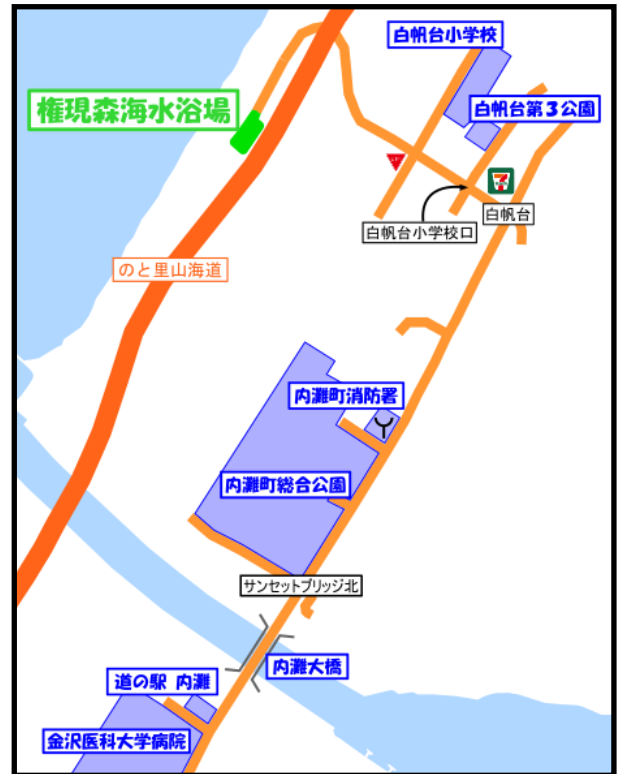 白帆台小学校
権現森海水浴場
白帆台第3公園
白帆台
白帆台小学校口
のと里山海道
内灘町消防署
内灘町総合公園
サンセットブリッジ北
内灘大橋
道の駅 内灘
金沢医科大学病院